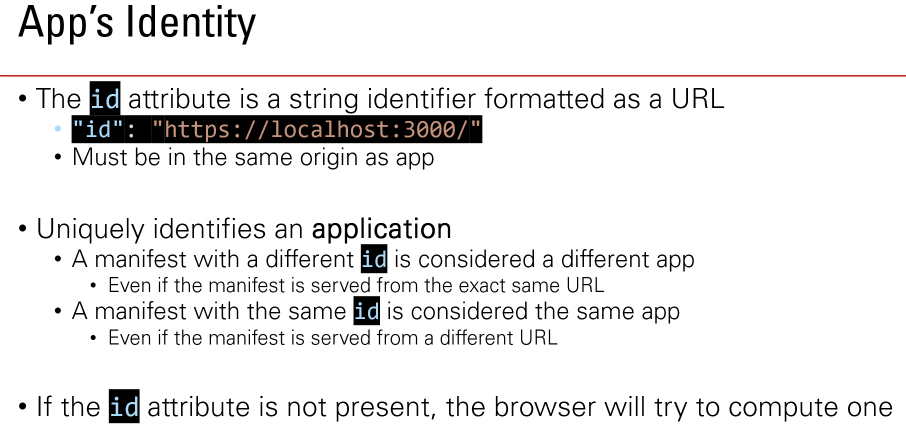 App's Identity
• The id attribute is a string identifier formatted as a URL
• "id": "https://localhost:3000/"
• Must be in the same origin as app
• Uniquely identifies an application
• A manifest with a different id is considered a different app
• Even if the manifest is served from the exact same URL
• A manifest with the same id is considered the same app
• Even if the manifest is served from a different URL
• If the id attribute is not present, the browser will try to compute one